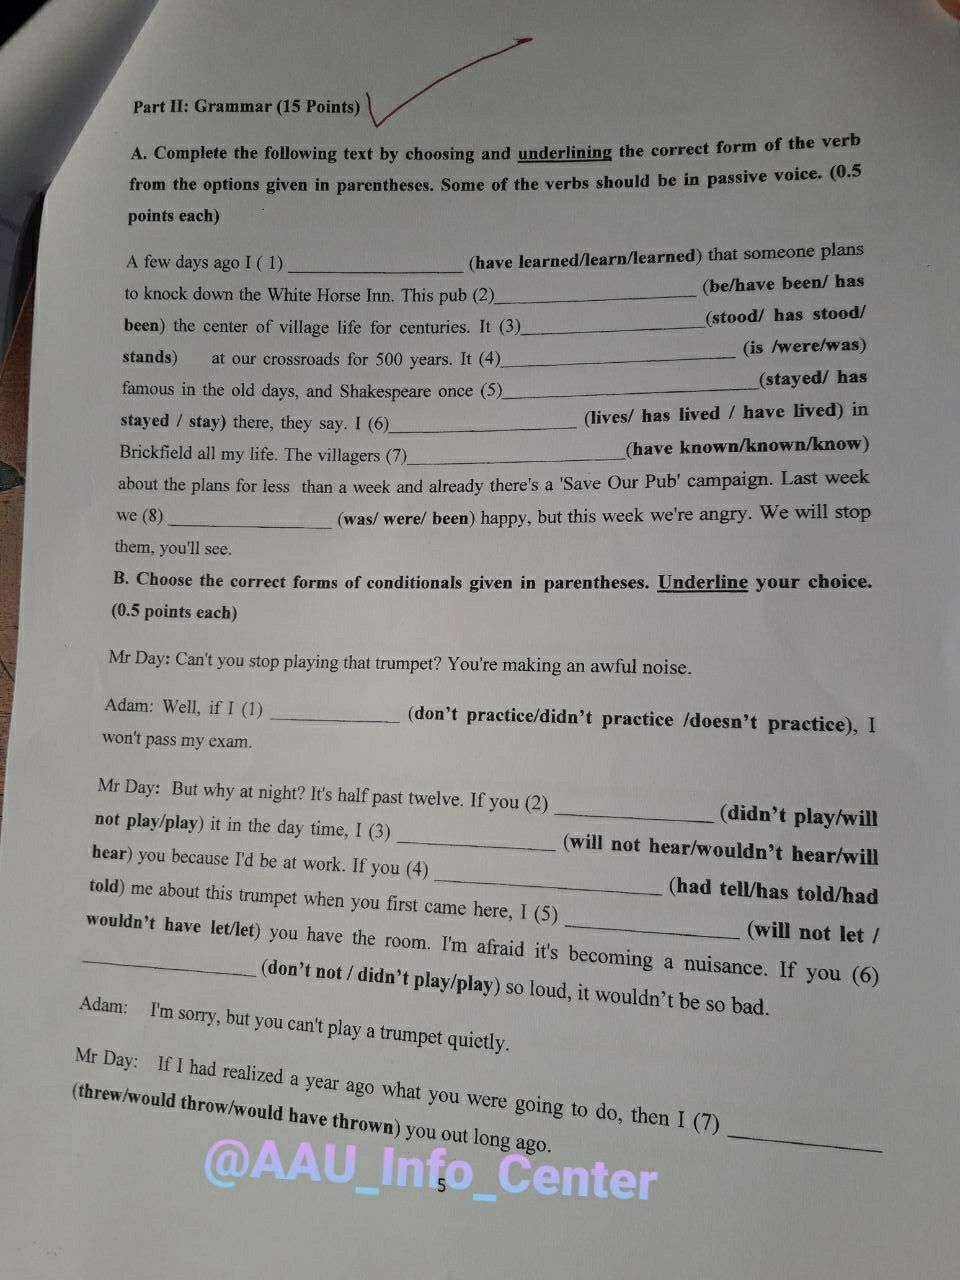 Part II: Grammar (15 Points)
A. Complete the following text by choosing and underlining the correct form of the verb
from the options given in parentheses. Some of the verbs should be in passive voice. (0.5
points each)
A few days ago I ( 1) ____________ (have learned/learn/learned) that someone plans
to knock down the White Horse Inn. This pub (2)____________ (be/have been/ has
been) the center of village life for centuries. It (3)____________(stood/ has stood/
stands) at our crossroads for 500 years. It (4)____________ (is /were/was)
famous in the old days, and Shakespeare once (5)____________(stayed/ has
stayed / stay) there, they say. I (6)____________ (lives/ has lived / have lived) in
Brickfield all my life. The villagers (7)____________(have known/known/know)
about the plans for less than a week and already there's a 'Save Our Pub' campaign. Last week
we (8) ____________ (was/ were/ been) happy, but this week we're angry. We will stop
them, you'll see.
B. Choose the correct forms of conditionals given in parentheses. Underline your choice.
(0.5 points each)
Mr Day: Can't you stop playing that trumpet? You're making an awful noise.
Adam: Well, if I (1) ____________ (don't practice/didn't practice /doesn't practice), I
won't pass my exam.
Mr Day: But why at night? It's half past twelve. If you (2) ____________ (didn't play/will
not play/play) it in the day time, I (3) ____________ (will not hear/wouldn't hear/will
hear) you because I'd be at work. If you (4) ____________ (had tell/has told/had
told) me about this trumpet when you first came here, I (5) ____________ (will not let /
wouldn't have let/let) you have the room. I'm afraid it's becoming a nuisance. If you (6)
____________ (don't not / didn't play/play) so loud, it wouldn't be so bad.
Adam: I'm sorry, but you can't play a trumpet quietly.
Mr Day: If I had realized a year ago what you were going to do, then I (7) ____________
(threw/would throw/would have thrown) you out long ago.
@AAU_Info_Center
5